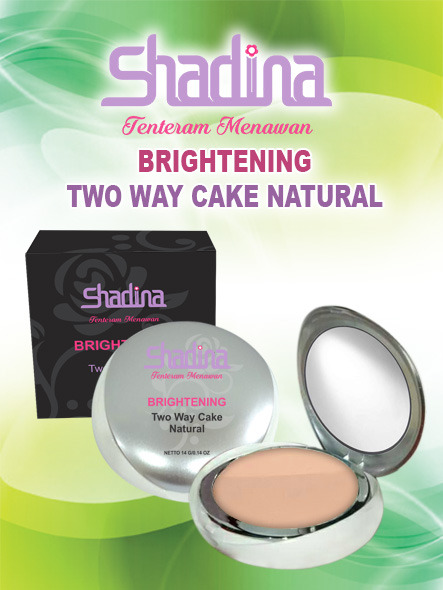 Shadina
Tenteram Menawan
BRIGHTENING
TWO WAY CAKE NATURAL
Shadina
Tenteram Menawan
BRIGHT
Tw
Shadina
Tenteram Menawan
BRIGHTENING
Two Way Cake
Natural
NETTO 14 G/0.14 OZ